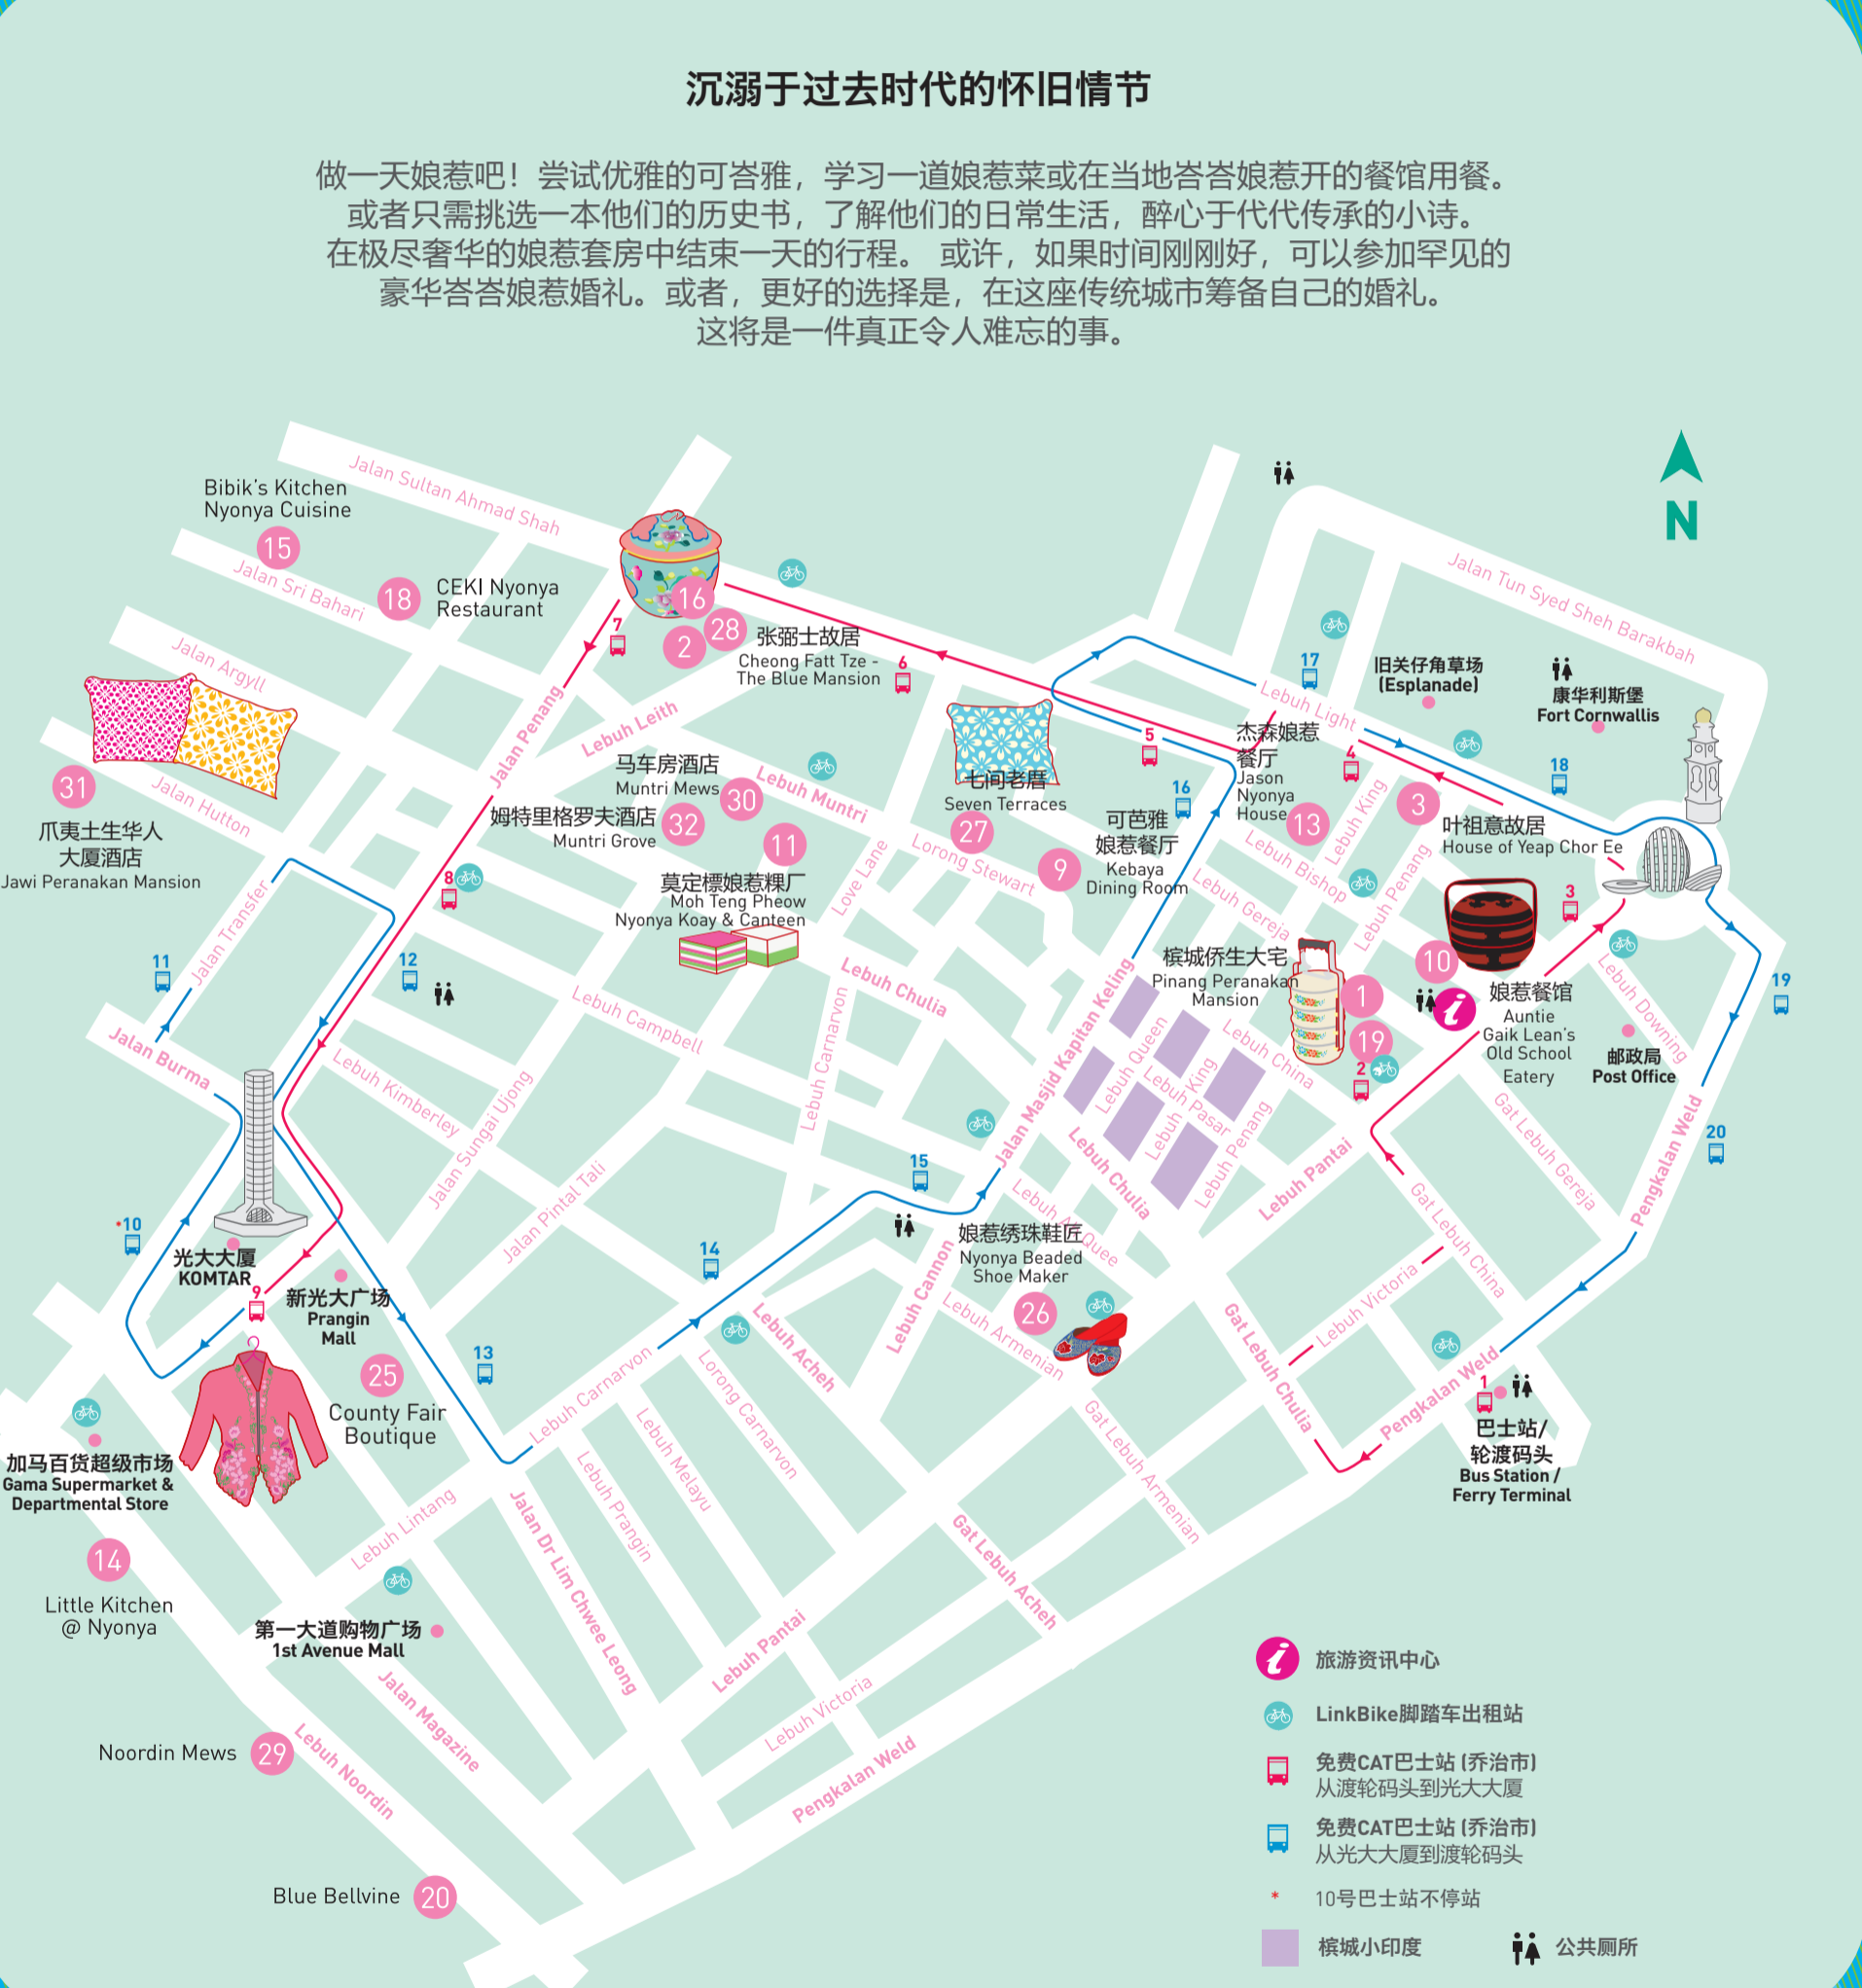 沉溺于过去时代的怀旧情节
做一天娘惹吧！尝试优雅的可峇雅，学习一道娘惹菜或在当地峇峇娘惹开的餐馆用餐。
或者只需挑选一本他们的历史书，了解他们的日常生活，醉心于代代传承的小诗。
在极尽奢华的娘惹套房中结束一天的行程。 或许，如果时间刚刚好，可以参加罕见的
豪华峇峇娘惹婚礼。或者，更好的选择是，在这座传统城市筹备自己的婚礼。
这将是一件真正令人难忘的事。
N
Jalan Sultan Ahmad Shah
Bibik's Kitchen
Nyonya Cuisine
15
Jalan Sri Bahari
18
CEKI Nyonya
Restaurant
Jalan Argyll
16
28
2
7
张弼士故居
Cheong Fatt Tze -
The Blue Mansion
6
Jalan Penang
Lebuh Leith
Jalan Tun Syed Sheh Barakbah
17
Lebuh Light
旧关仔角草场
(Esplanade)
康华利斯堡
Fort Cornwallis
18
31
爪夷土生华人
大厦酒店
Jawi Peranakan Mansion
Jalan Hutton
马车房酒店
Muntri Mews
30
Lebuh Muntri
姆特里格罗夫酒店
Muntri Grove
32
11
莫定標娘惹粿厂
Moh Teng Pheow
Nyonya Koay & Canteen
七间老厝
Seven Terraces
27
Lorong Stewart
9
可芭雅
娘惹餐厅
Kebaya
Dining Room
5
16
杰森娘惹
餐厅
Jason
Nyonya
House
13
4
Lebuh King
3
叶祖意故居
House of Yeap Chor Ee
Lebuh Bishop
Lebuh Gereja
Lebuh Penang
3
Love Lane
8
Jalan Transfer
11
12
Jalan Burma
Lebuh Chulia
Lebuh Campbell
Lebuh Carnarvon
Lebuh Kimberley
Jalan Sungai Ujong
Jalan Pintal Tali
Jalan Masjid Kapitan Keling
槟城侨生大宅
Pinang Peranakan
Mansion
1
19
2
10
娘惹餐馆
Auntie
Gaik Lean's
Old School
Eatery
Lebuh Downing
邮政局
Post Office
19
20
Lebuh Queen
Lebuh King
Lebuh Pasar
Lebuh China
Lebuh Penang
Lebuh Chulia
Lebuh Pantai
Gat Lebuh Gereja
Gat Lebuh China
Pengkalan Weld
*10
光大大厦
KOMTAR
9
新光大广场
Prangin
Mall
14
15
Lebuh Cannon
娘惹绣珠鞋匠
Nyonya Beaded
Shoe Maker
26
Lebuh Armenian
Lebuh Victoria
Gat Lebuh Chulia
Pengkalan Weld
1
巴士站/
轮渡码头
Bus Station /
Ferry Terminal
13
25
County Fair
Boutique
Lebuh Carnarvon
Lebuh Acheh
Lorong Carnarvon
Lebuh Melayu
Lebuh Prangin
Gat Lebuh Armenian
加马百货超级市场
Gama Supermarket &
Departmental Store
14
Little Kitchen
@ Nyonya
Lebuh Lintang
第一大道购物广场
1st Avenue Mall
Jalan Dr Lim Chwee Leong
Gat Lebuh Acheh
Lebuh Pantai
Lebuh Victoria
Pengkalan Weld
Jalan Magazine
Noordin Mews
29
Lebuh Noordin
Blue Bellvine
20
旅游资讯中心
LinkBike脚踏车出租站
免费CAT巴士站 (乔治市)
从渡轮码头到光大大厦
免费CAT巴士站 (乔治市)
从光大大厦到渡轮码头
* 10号巴士站不停站
槟城小印度
公共厕所